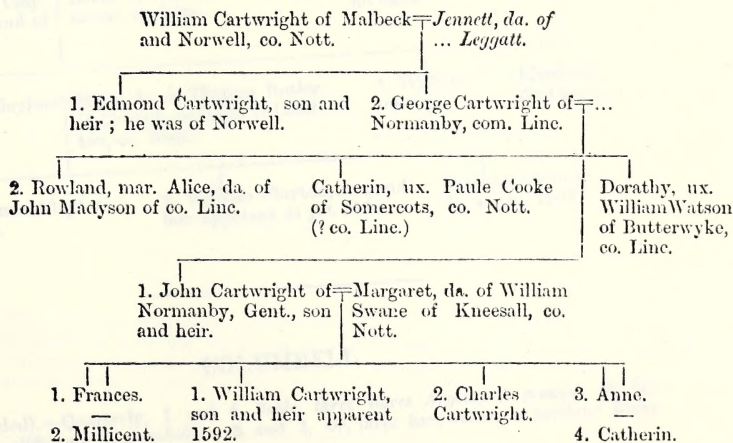 William Cartwright of Malbeck=Jennett, da. of
and Norwell, co. Nott. ... Leggatt.
1. Edmond Cartwright, son and
heir ; he was of Norwell.
2. George Cartwright of=...
Normanby, com. Linc.
2. Rowland, mar. Alice, da. of
John Madyson of co. Linc.
Catherin, ux. Paule Cooke
of Somercots, co. Nott.
(? co. Linc.)
Dorathy, ux.
William Watson
of Butterwyke,
co. Linc.
1. John Cartwright of=Margaret, da. of William
Normanby, Gent., son Swane of Kneesall, co.
and heir. Nott.
1. Frances.
2. Millicent.
1. William Cartwright,
son and heir apparent
1592.
2. Charles
Cartwright.
3. Anne.
4. Catherin.